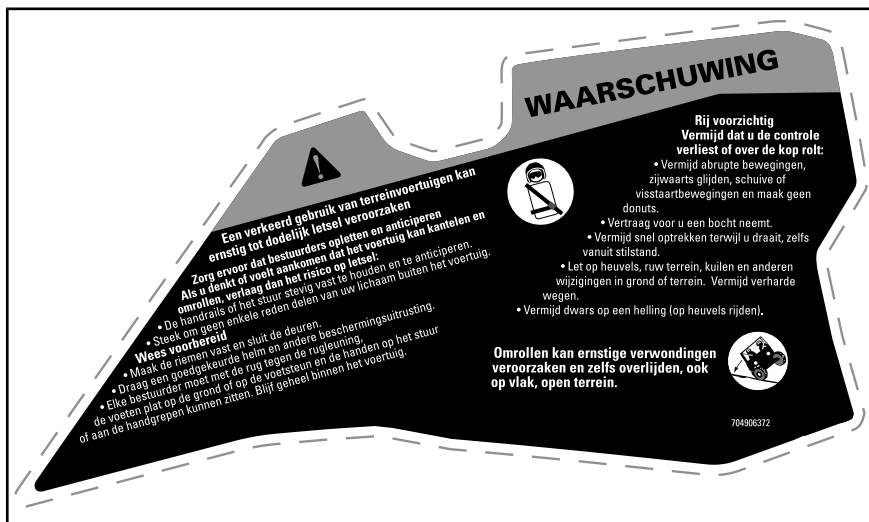 WAARSCHUWING
Een verkeerd gebruik van terreinvoertuigen kan
ernstig tot dodelijk letsel veroorzaken
Zorg ervoor dat bestuurders opletten en anticiperen
Als u denkt of voelt aankomen dat het voertuig kan kantelen en
omrollen, verlaag dan het risico op letsel:
• De handrails of het stuur stevig vast te houden en te anticiperen.
• Steek om geen enkele reden delen van uw lichaam buiten het voertuig.
Wees voorbereid
• Maak de riemen vast en sluit de deuren.
• Draag een goedgekeurde helm en andere beschermingsuitrusting.
• Elke bestuurder moet met de rug tegen de rugleuning,
de voeten plat op de grond of op de voetsteun en de handen op het stuur
of aan de handgrepen kunnen zitten. Blijf geheel binnen het voertuig.
Rij voorzichtig
Vermijd dat u de controle
verliest of over de kop rolt:
• Vermijd abrupte bewegingen,
zijwaarts glijden, schuive of
visstaartbewegingen en maak geen
donuts.
• Vertraag voor u een bocht neemt.
• Vermijd snel optrekken terwijl u draait, zelfs
vanuit stilstand.
• Let op heuvels, ruw terrein, kuilen en anderen
wijzigingen in grond of terrein. Vermijd verharde
wegen.
• Vermijd dwars op een helling (op heuvels rijden).
Omrollen kan ernstige verwondingen
veroorzaken en zelfs overlijden, ook
op vlak, open terrein.
704906372